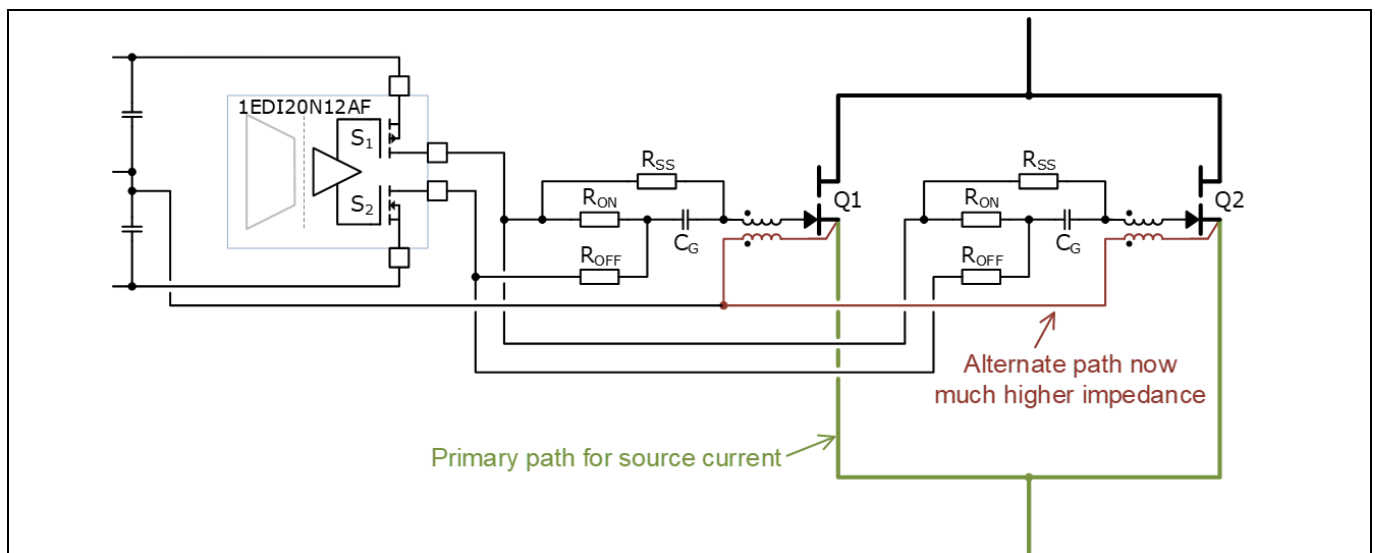 1EDI20N12AF
S1
S2
RSS
RON
CG
ROFF
Q1
RSS
RON
CG
ROFF
Q2
Alternate path now
much higher impedance
Primary path for source current